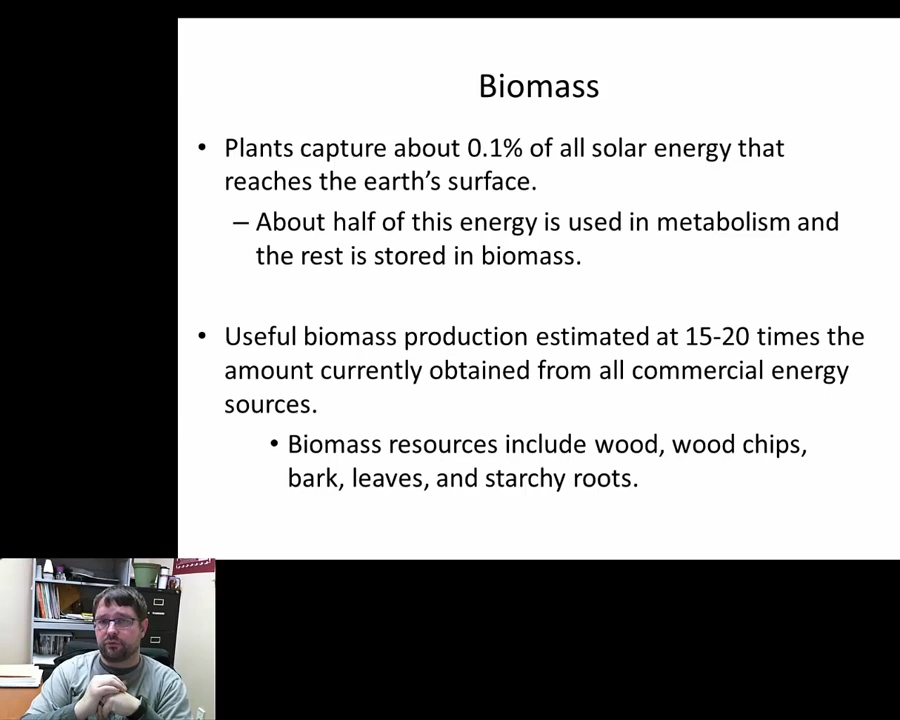 Biomass
• Plants capture about 0.1% of all solar energy that
reaches the earth's surface.
– About half of this energy is used in metabolism and
the rest is stored in biomass.
• Useful biomass production estimated at 15-20 times the
amount currently obtained from all commercial energy
sources.
• Biomass resources include wood, wood chips,
bark, leaves, and starchy roots.